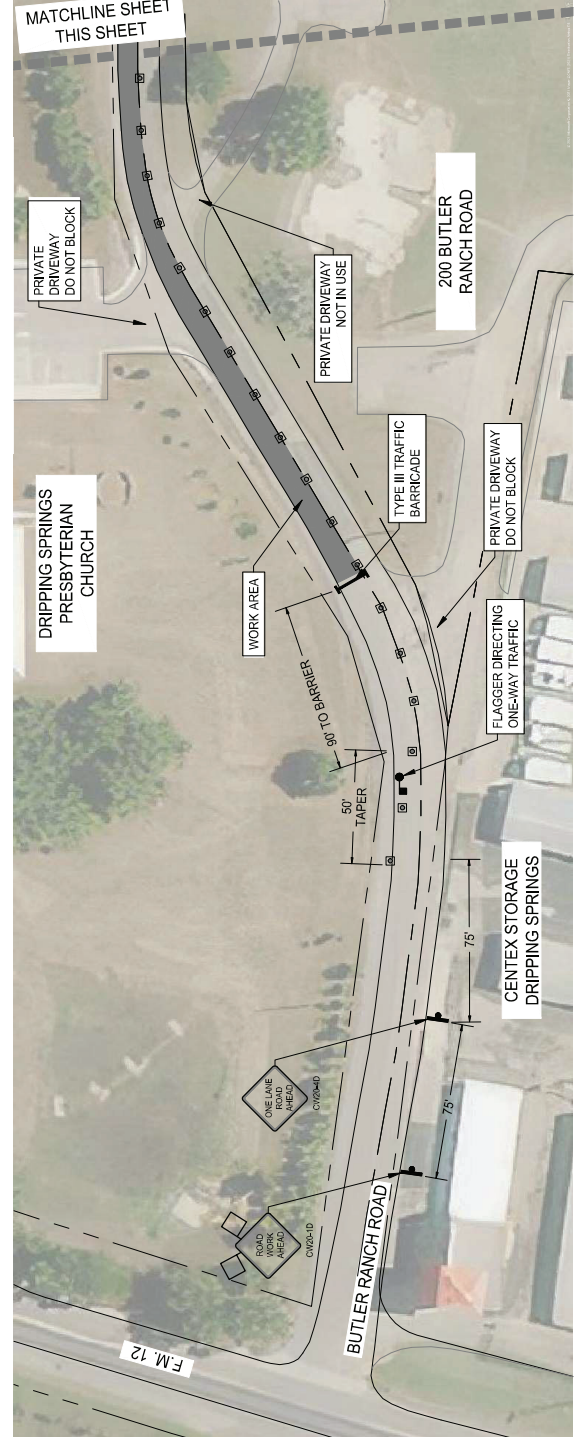 MATCHLINE SHEET
THIS SHEET
PRIVATE
DRIVEWAY
DO NOT BLOCK
PRIVATE DRIVEWAY
NOT IN USE
200 BUTLER
RANCH ROAD
DRIPPING SPRINGS
PRESBYTERIAN
CHURCH
TYPE III TRAFFIC
BARRICADE
WORK AREA
PRIVATE DRIVEWAY
DO NOT BLOCK
90' TO BARRIER
FLAGGER DIRECTING
ONE-WAY TRAFFIC
50'
TAPER
75'
CENTEX STORAGE
DRIPPING SPRINGS
ONE LANE
ROAD
AHEAD
CW20-4D
75'
ROAD
WORK
AHEAD
CW20-1D
BUTLER RANCH ROAD
F.M. 12